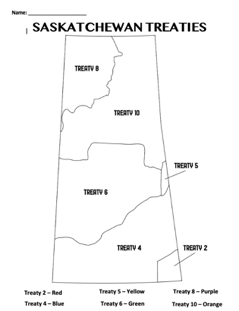 Name: ____________________
SASKATCHEWAN TREATIES
TREATY 8
TREATY 10
TREATY 5
TREATY 6
TREATY 4
TREATY 2
Treaty 2 – Red
Treaty 5 – Yellow
Treaty 8 – Purple
Treaty 4 – Blue
Treaty 6 – Green
Treaty 10 – Orange